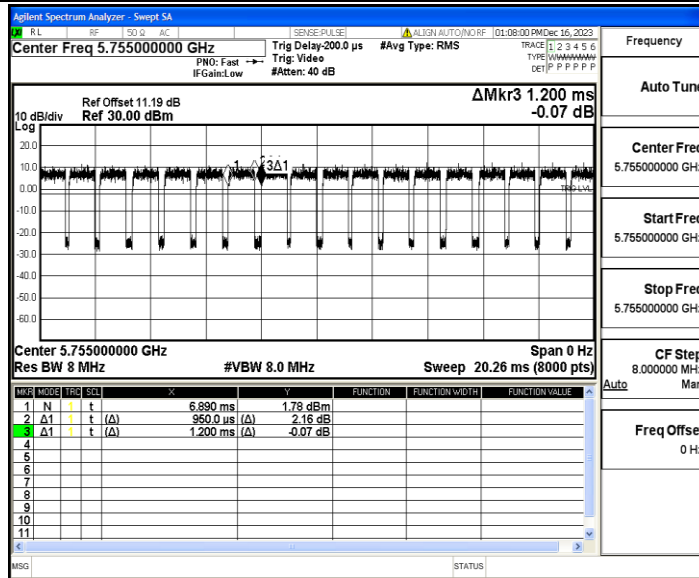 Agilent Spectrum Analyzer - Swept SA
RL RF 50 Ω AC SENSE:PULSE ALIGN AUTO/NO RF 01:08:00 PM Dec 16, 2023
Center Freq 5.755000000 GHz
PNO: Fast
IFGain:Low
Trig Delay-200.0 µs
Trig: Video
#Atten: 40 dB
#Avg Type: RMS
TRACE 1 2 3 4 5 6
TYPE WWWWWW
DET P P P P P P
Ref Offset 11.19 dB
10 dB/div Ref 30.00 dBm
ΔMkr3 1.200 ms
-0.07 dB
Log
20.0
10.0
0.00
-10.0
-20.0
-30.0
-40.0
-50.0
-60.0
1
3Δ1
TRIG LVL
Center 5.755000000 GHz Span 0 Hz
Res BW 8 MHz #VBW 8.0 MHz Sweep 20.26 ms (8000 pts)
MKR MODE TRC SCL X Y FUNCTION FUNCTION WIDTH FUNCTION VALUE
1 N 1 t 6.890 ms 1.78 dBm
2 Δ1 1 t (Δ) 950.0 µs (Δ) 2.16 dB
3 Δ1 1 t (Δ) 1.200 ms (Δ) -0.07 dB
4
5
6
7
8
9
10
11
MSG STATUS
Frequency
Auto Tune
Center Freq
5.755000000 GHz
Start Freq
5.755000000 GHz
Stop Freq
5.755000000 GHz
CF Step
8.000000 MHz
Auto Man
Freq Offset
0 Hz